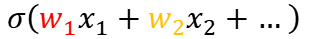 σ(w₁x₁ + w₂x₂ + … )